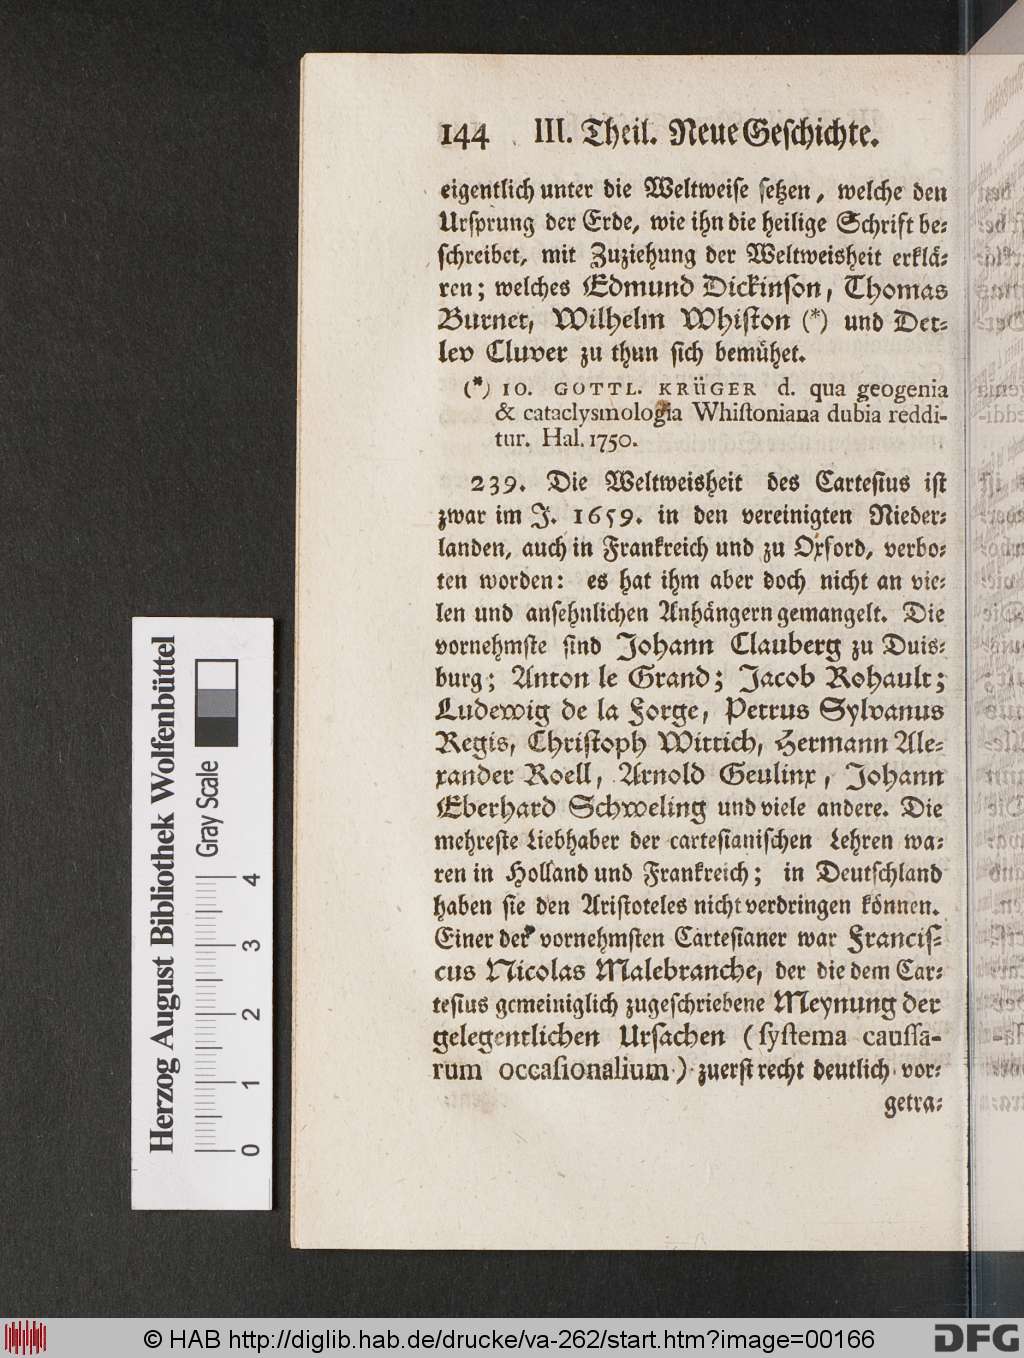 144 III. Theil. Neue Geschichte.
eigentlich unter die Weltweise setzen, welche den
Ursprung der Erde, wie ihn die heilige Schrift be-
schreibet, mit Zuziehung der Weltweisheit erklä-
ren; welches Edmund Dickinson, Thomas
Burnet, Wilhelm Whiston (*) und Det-
lev Cluver zu thun sich bemühet.
(*) IO. GOTTL. KRÜGER d. qua geogenia
& cataclysmologia Whistoniana dubia reddi-
tur. Hal. 1750.
239. Die Weltweisheit des Cartesius ist
zwar im J. 1659. in den vereinigten Nieder-
landen, auch in Frankreich und zu Oxford, verbo-
ten worden: es hat ihm aber doch nicht an vie-
len und ansehnlichen Anhängern gemangelt. Die
vornehmste sind Johann Clauberg zu Duis-
burg; Anton le Grand; Jacob Rohault;
Ludewig de la Forge, Petrus Sylvanus
Regis, Christoph Wittich, Hermann Ale-
xander Roell, Arnold Geulinx, Johann
Eberhard Schweling und viele andere. Die
mehreste Liebhaber der cartesianischen Lehren wa-
ren in Holland und Frankreich; in Deutschland
haben sie den Aristoteles nicht verdringen können.
Einer der vornehmsten Cartesianer war Francis-
cus Nicolas Malebranche, der die dem Car-
tesius gemeiniglich zugeschriebene Meynung der
gelegentlichen Ursachen (systema caussa-
rum occasionalium) zuerst recht deutlich vor-
getra-
Herzog August Bibliothek Wolfenbüttel
Gray Scale
0 1 2 3 4
© HAB http://diglib.hab.de/drucke/va-262/start.htm?image=00166
DFG